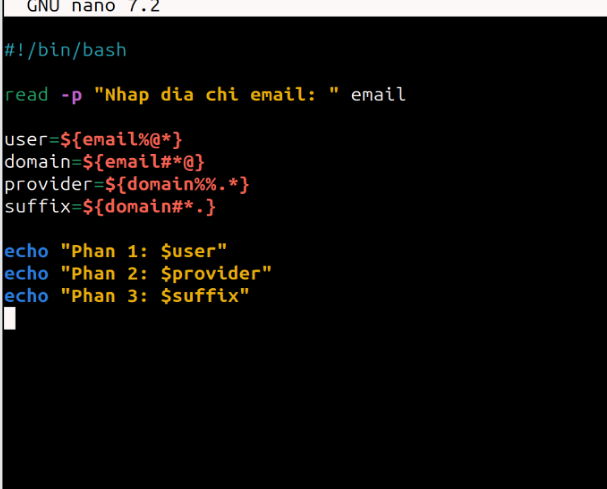 GNU nano 7.2
#!/bin/bash
read -p "Nhap dia chi email: " email
user=${email%@*}
domain=${email#*@}
provider=${domain%%.*}
suffix=${domain#*.}
echo "Phan 1: $user"
echo "Phan 2: $provider"
echo "Phan 3: $suffix"